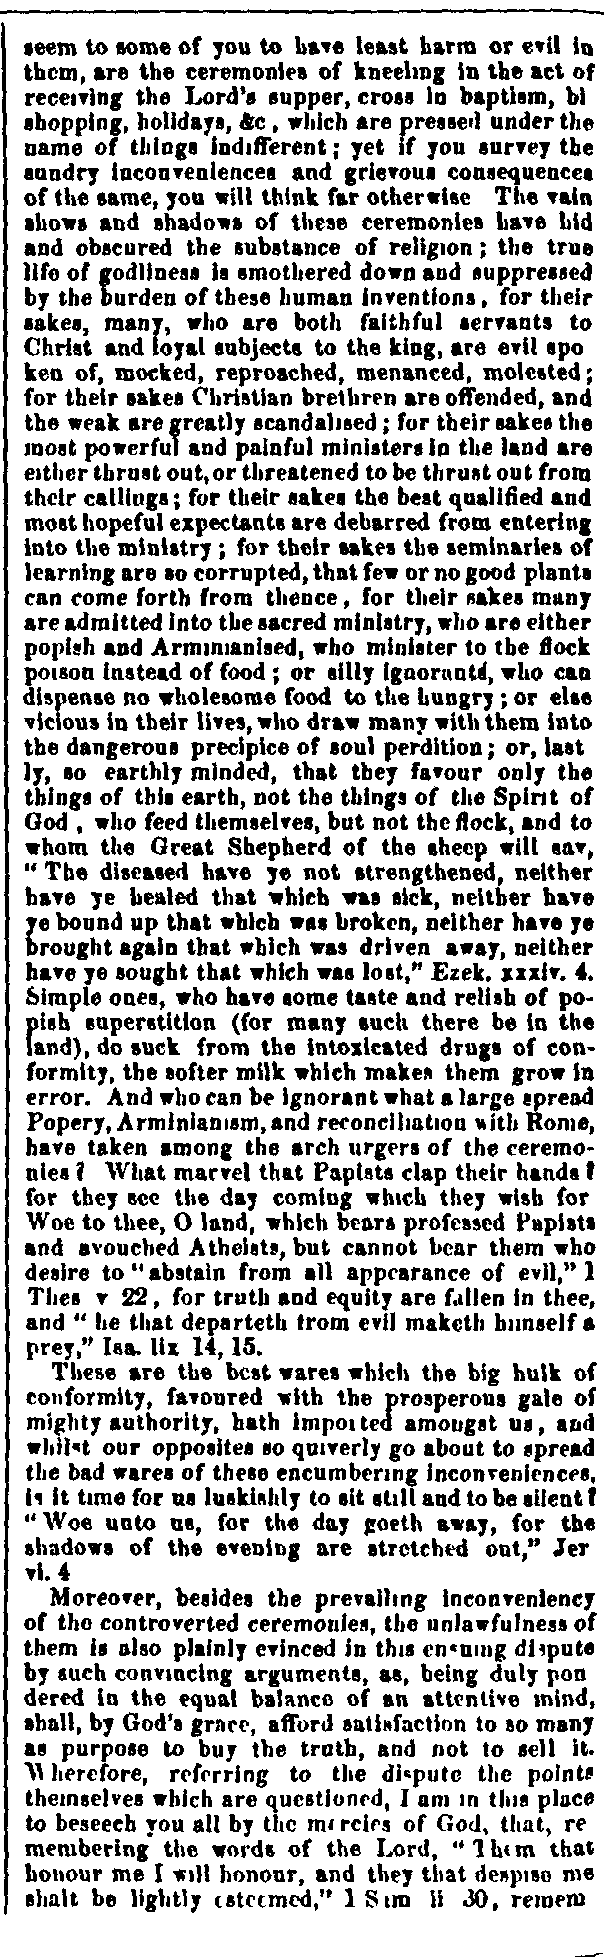 seem to some of you to have least harm or evil in
them, are the ceremonies of kneeling in the act of
receiving the Lord's supper, cross in baptism, bi
shopping, holidays, &c, which are pressed under the
name of things indifferent; yet if you survey the
sundry inconveniences and grievous consequences
of the same, you will think far otherwise The vain
shows and shadows of these ceremonies have hid
and obscured the substance of religion; the true
life of godliness is smothered down and suppressed
by the burden of these human inventions, for their
sakes, many, who are both faithful servants to
Christ and loyal subjects to the king, are evil spo
ken of, mocked, reproached, menanced, molested;
for their sakes Christian brethren are offended, and
the weak are greatly scandalised; for their sakes the
most powerful and painful ministers in the land are
either thrust out, or threatened to be thrust out from
their callings; for their sakes the best qualified and
most hopeful expectants are debarred from entering
into the ministry; for their sakes the seminaries of
learning are so corrupted, that few or no good plants
can come forth from thence, for their sakes many
are admitted into the sacred ministry, who are either
popish and Arminianised, who minister to the flock
poison instead of food; or silly ignorants, who can
dispense no wholesome food to the hungry; or else
vicious in their lives, who draw many with them into
the dangerous precipice of soul perdition; or, last
ly, so earthly minded, that they favour only the
things of this earth, not the things of the Spirit of
God, who feed themselves, but not the flock, and to
whom the Great Shepherd of the sheep will say,
"The diseased have ye not strengthened, neither
have ye healed that which was sick, neither have
ye bound up that which was broken, neither have ye
brought again that which was driven away, neither
have ye sought that which was lost," Ezek. xxxiv. 4.
Simple ones, who have some taste and relish of po-
pish superstition (for many such there be in the
land), do suck from the intoxicated drugs of con-
formity, the softer milk which makes them grow in
error. And who can be ignorant what a large spread
Popery, Arminianism, and reconciliation with Rome,
have taken among the arch urgers of the ceremo-
nies? What marvel that Papists clap their hands!
for they see the day coming which they wish for
Woe to thee, O land, which bears professed Papists
and avouched Atheists, but cannot bear them who
desire to "abstain from all appearance of evil," 1
Thes v 22, for truth and equity are fallen in thee,
and "he that departeth from evil maketh himself a
prey," Isa. lix 14, 15.
These are the best wares which the big hulk of
conformity, favoured with the prosperous gale of
mighty authority, hath imported amongst us, and
whilst our opposites so quiverly go about to spread
the bad wares of these encumbering inconveniences,
is it time for us luskishly to sit still and to be silent?
"Woe unto us, for the day goeth away, for the
shadows of the evening are stretched out," Jer
vi. 4
Moreover, besides the prevailing inconveniency
of the controverted ceremonies, the unlawfulness of
them is also plainly evinced in this ensuing dispute
by such convincing arguments, as, being duly pon
dered in the equal balance of an attentive mind,
shall, by God's grace, afford satisfaction to so many
as purpose to buy the truth, and not to sell it.
Wherefore, referring to the dispute the points
themselves which are questioned, I am in this place
to beseech you all by the mercies of God, that, re
membering the words of the Lord, "Them that
honour me I will honour, and they that despise me
shalt be lightly esteemed," 1 Sam ii 30, remem